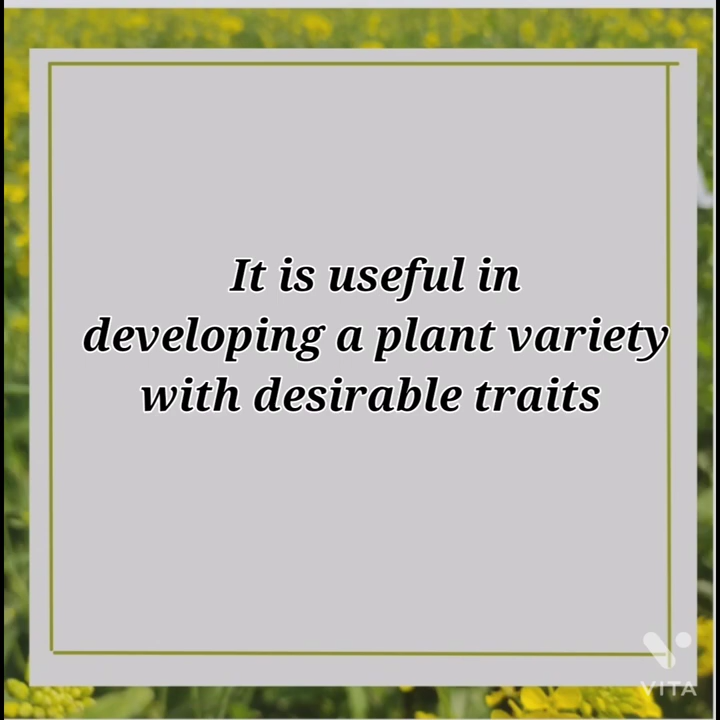 It is useful in
developing a plant variety
with desirable traits
VITA